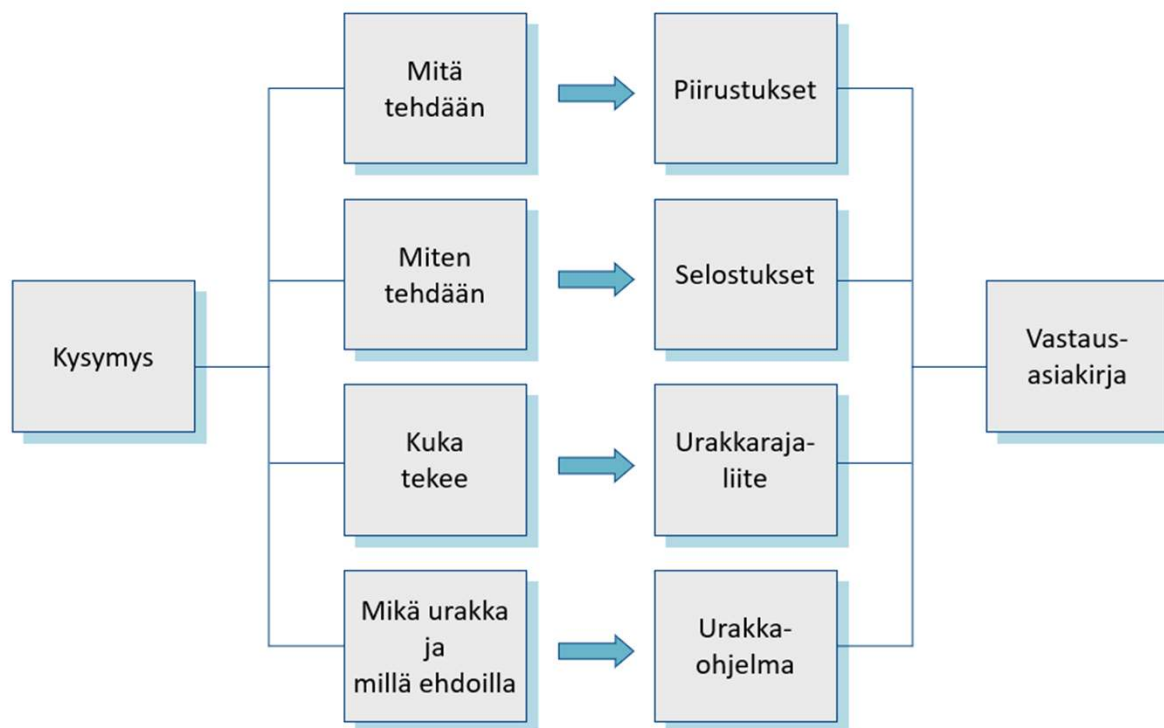 Mitä
tehdään
Piirustukset
Miten
tehdään
Selostukset
Kysymys
Vastaus-
asiakirja
Kuka
tekee
Urakkaraja-
liite
Mikä urakka
ja
millä ehdoilla
Urakka-
ohjelma